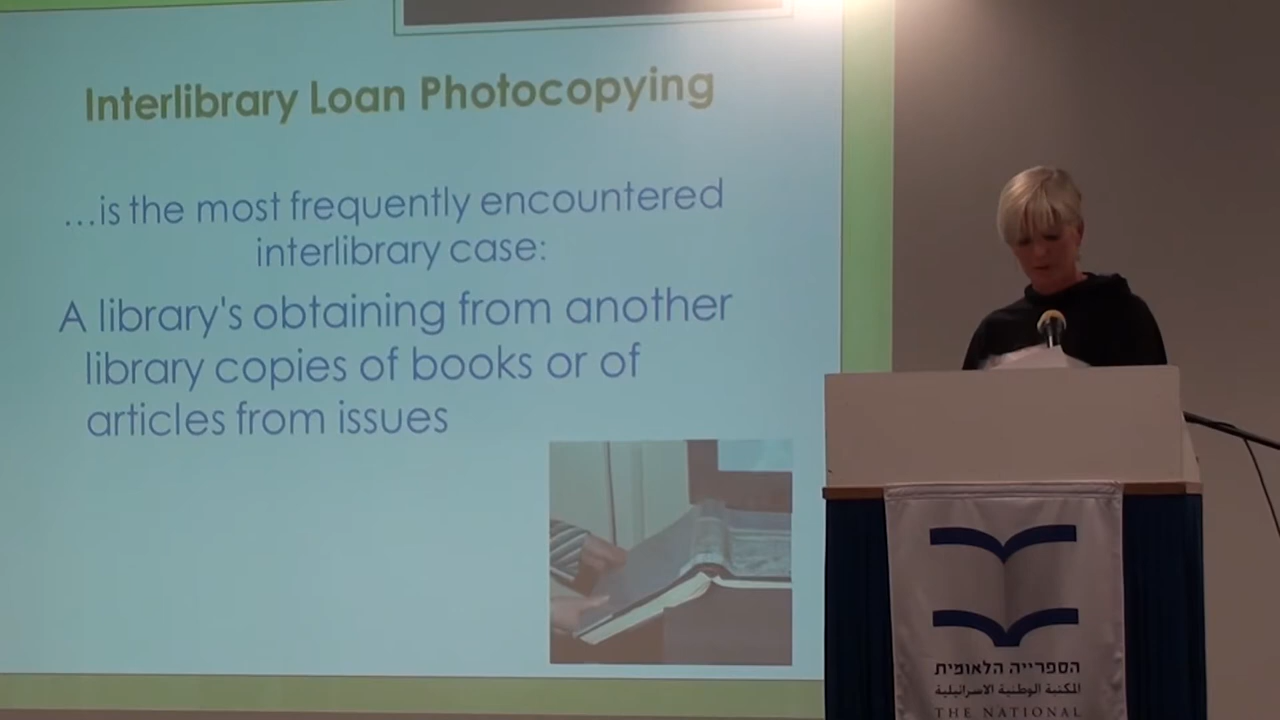 Interlibrary Loan Photocopying
...is the most frequently encountered
interlibrary case:
A library's obtaining from another
library copies of books or of
articles from issues
הספרייה הלאומית
المكتبة الوطنية الاسرائيلية
THE NATIONAL